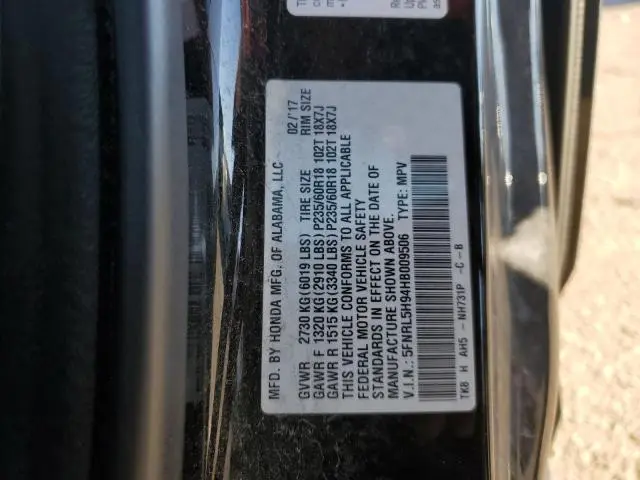 MFD. BY HONDA MFG. OF ALABAMA, LLC 02/'17
GVWR 2730 KG(6019 LBS) TIRE SIZE RIM SIZE
GAWR F 1320 KG(2910 LBS) P235/60R18 102T 18X7J
GAWR R 1515 KG(3340 LBS) P235/60R18 102T 18X7J
THIS VEHICLE CONFORMS TO ALL APPLICABLE
FEDERAL MOTOR VEHICLE SAFETY
STANDARDS IN EFFECT ON THE DATE OF
MANUFACTURE SHOWN ABOVE.
V.I.N.: 5FNRL5H94HB009506 TYPE: MPV
TK8 H AH5 - NH731P -C - B